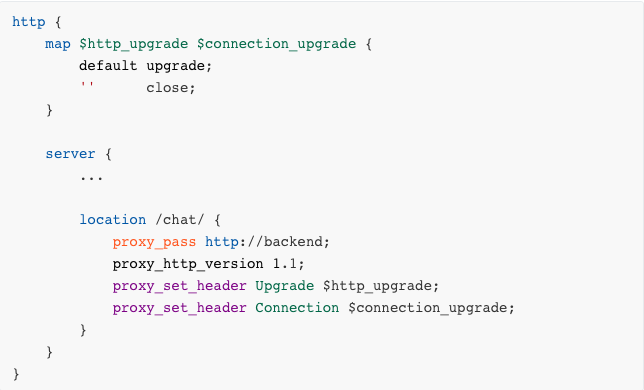 http {
    map $http_upgrade $connection_upgrade {
        default upgrade;
        ''      close;
    }

    server {
        ...

        location /chat/ {
            proxy_pass http://backend;
            proxy_http_version 1.1;
            proxy_set_header Upgrade $http_upgrade;
            proxy_set_header Connection $connection_upgrade;
        }
    }
}